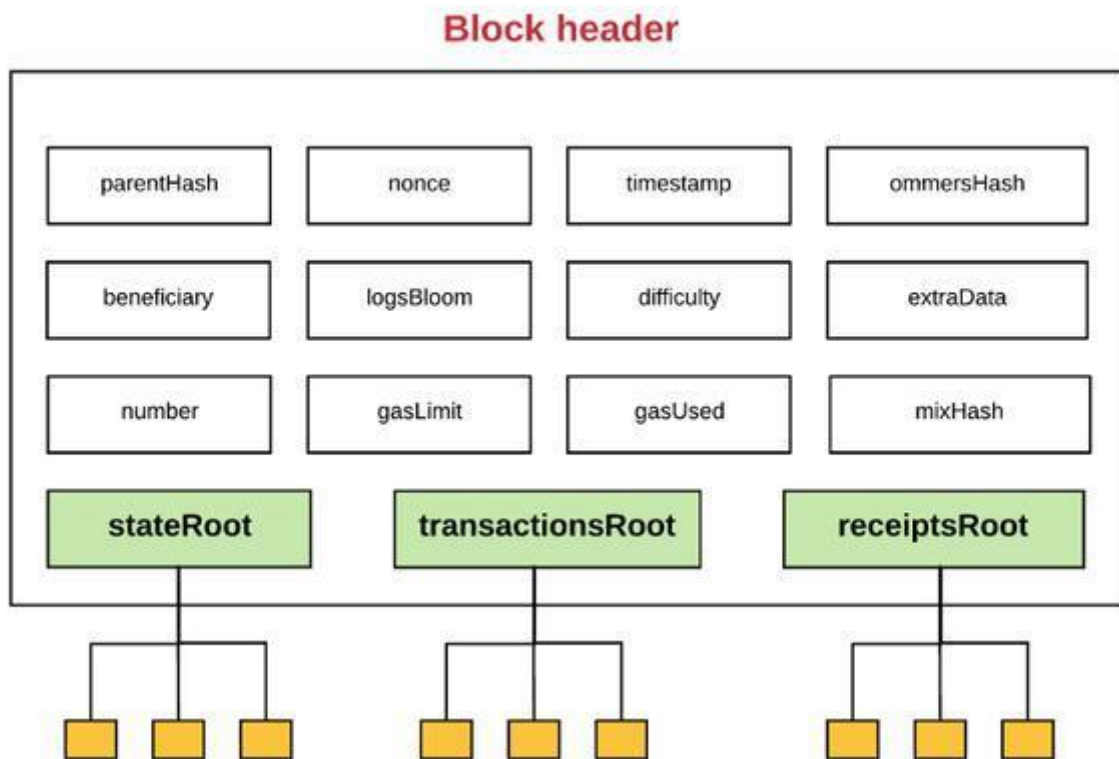 Block header
parentHash
nonce
timestamp
ommersHash
beneficiary
logsBloom
difficulty
extraData
number
gasLimit
gasUsed
mixHash
stateRoot
transactionsRoot
receiptsRoot